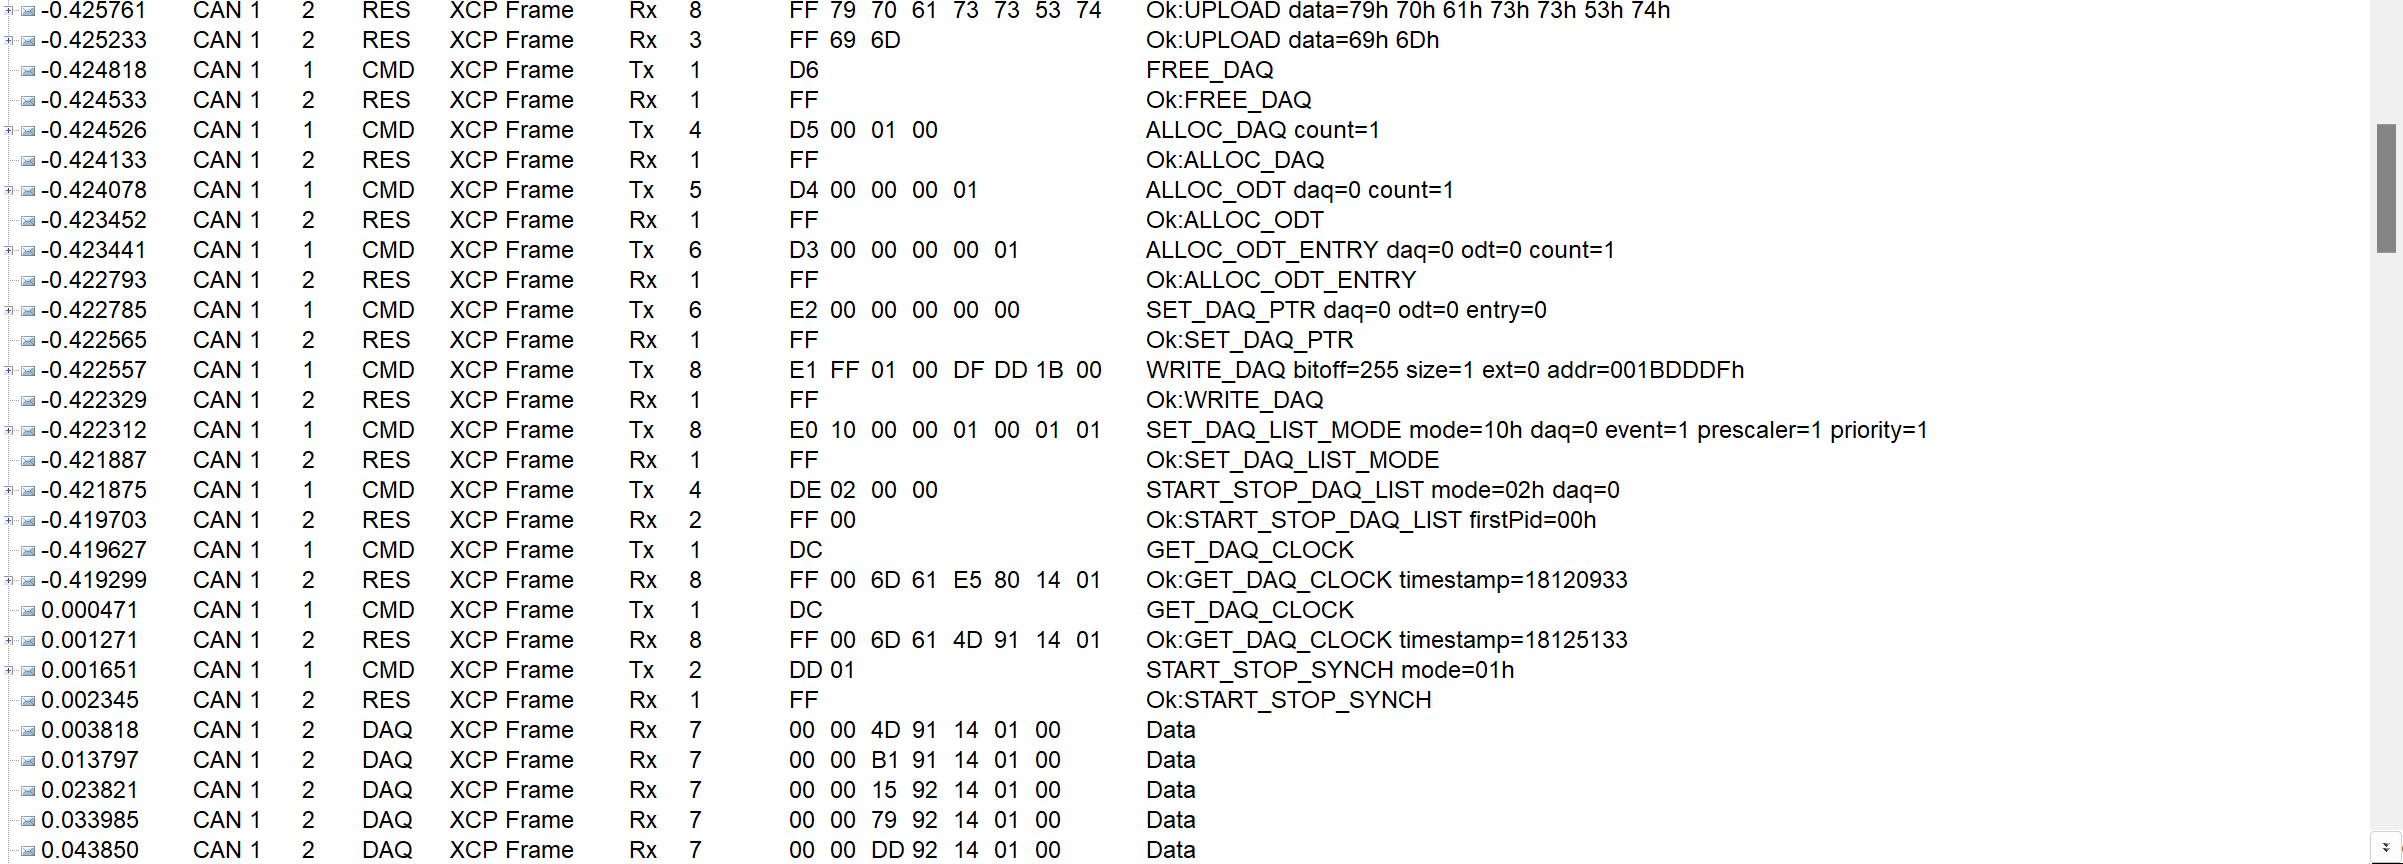 -0.425761 CAN 1 2 RES XCP Frame Rx 8 FF 79 70 61 73 73 53 74 Ok:UPLOAD data=79h 70h 61h 73h 73h 53h 74h
-0.425233 CAN 1 2 RES XCP Frame Rx 3 FF 69 6D Ok:UPLOAD data=69h 6Dh
-0.424818 CAN 1 1 CMD XCP Frame Tx 1 D6 FREE_DAQ
-0.424533 CAN 1 2 RES XCP Frame Rx 1 FF Ok:FREE_DAQ
-0.424526 CAN 1 1 CMD XCP Frame Tx 4 D5 00 01 00 ALLOC_DAQ count=1
-0.424133 CAN 1 2 RES XCP Frame Rx 1 FF Ok:ALLOC_DAQ
-0.424078 CAN 1 1 CMD XCP Frame Tx 5 D4 00 00 00 01 ALLOC_ODT daq=0 count=1
-0.423452 CAN 1 2 RES XCP Frame Rx 1 FF Ok:ALLOC_ODT
-0.423441 CAN 1 1 CMD XCP Frame Tx 6 D3 00 00 00 00 01 ALLOC_ODT_ENTRY daq=0 odt=0 count=1
-0.422793 CAN 1 2 RES XCP Frame Rx 1 FF Ok:ALLOC_ODT_ENTRY
-0.422785 CAN 1 1 CMD XCP Frame Tx 6 E2 00 00 00 00 00 SET_DAQ_PTR daq=0 odt=0 entry=0
-0.422565 CAN 1 2 RES XCP Frame Rx 1 FF Ok:SET_DAQ_PTR
-0.422557 CAN 1 1 CMD XCP Frame Tx 8 E1 FF 01 00 DF DD 1B 00 WRITE_DAQ bitoff=255 size=1 ext=0 addr=001BDDDFh
-0.422329 CAN 1 2 RES XCP Frame Rx 1 FF Ok:WRITE_DAQ
-0.422312 CAN 1 1 CMD XCP Frame Tx 8 E0 10 00 00 01 00 01 01 SET_DAQ_LIST_MODE mode=10h daq=0 event=1 prescaler=1 priority=1
-0.421887 CAN 1 2 RES XCP Frame Rx 1 FF Ok:SET_DAQ_LIST_MODE
-0.421875 CAN 1 1 CMD XCP Frame Tx 4 DE 02 00 00 START_STOP_DAQ_LIST mode=02h daq=0
-0.419703 CAN 1 2 RES XCP Frame Rx 2 FF 00 Ok:START_STOP_DAQ_LIST firstPid=00h
-0.419627 CAN 1 1 CMD XCP Frame Tx 1 DC GET_DAQ_CLOCK
-0.419299 CAN 1 2 RES XCP Frame Rx 8 FF 00 6D 61 E5 80 14 01 Ok:GET_DAQ_CLOCK timestamp=18120933
0.000471 CAN 1 1 CMD XCP Frame Tx 1 DC GET_DAQ_CLOCK
0.001271 CAN 1 2 RES XCP Frame Rx 8 FF 00 6D 61 4D 91 14 01 Ok:GET_DAQ_CLOCK timestamp=18125133
0.001651 CAN 1 1 CMD XCP Frame Tx 2 DD 01 START_STOP_SYNCH mode=01h
0.002345 CAN 1 2 RES XCP Frame Rx 1 FF Ok:START_STOP_SYNCH
0.003818 CAN 1 2 DAQ XCP Frame Rx 7 00 00 4D 91 14 01 00 Data
0.013797 CAN 1 2 DAQ XCP Frame Rx 7 00 00 B1 91 14 01 00 Data
0.023821 CAN 1 2 DAQ XCP Frame Rx 7 00 00 15 92 14 01 00 Data
0.033985 CAN 1 2 DAQ XCP Frame Rx 7 00 00 79 92 14 01 00 Data
0.043850 CAN 1 2 DAQ XCP Frame Rx 7 00 00 DD 92 14 01 00 Data